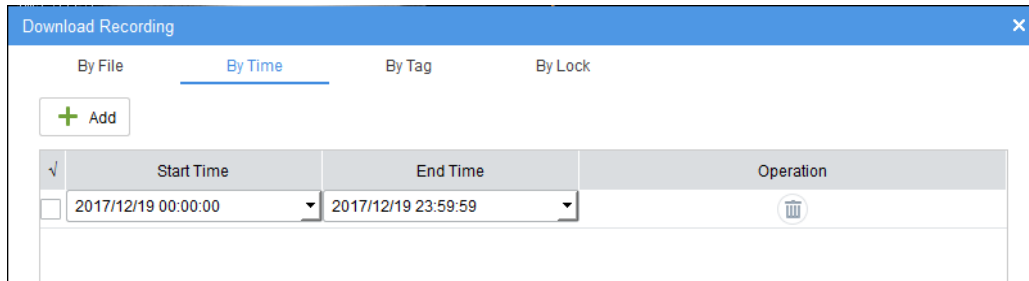 Download Recording
By File By Time By Tag By Lock
Add
√ Start Time End Time Operation
2017/12/19 00:00:00 2017/12/19 23:59:59